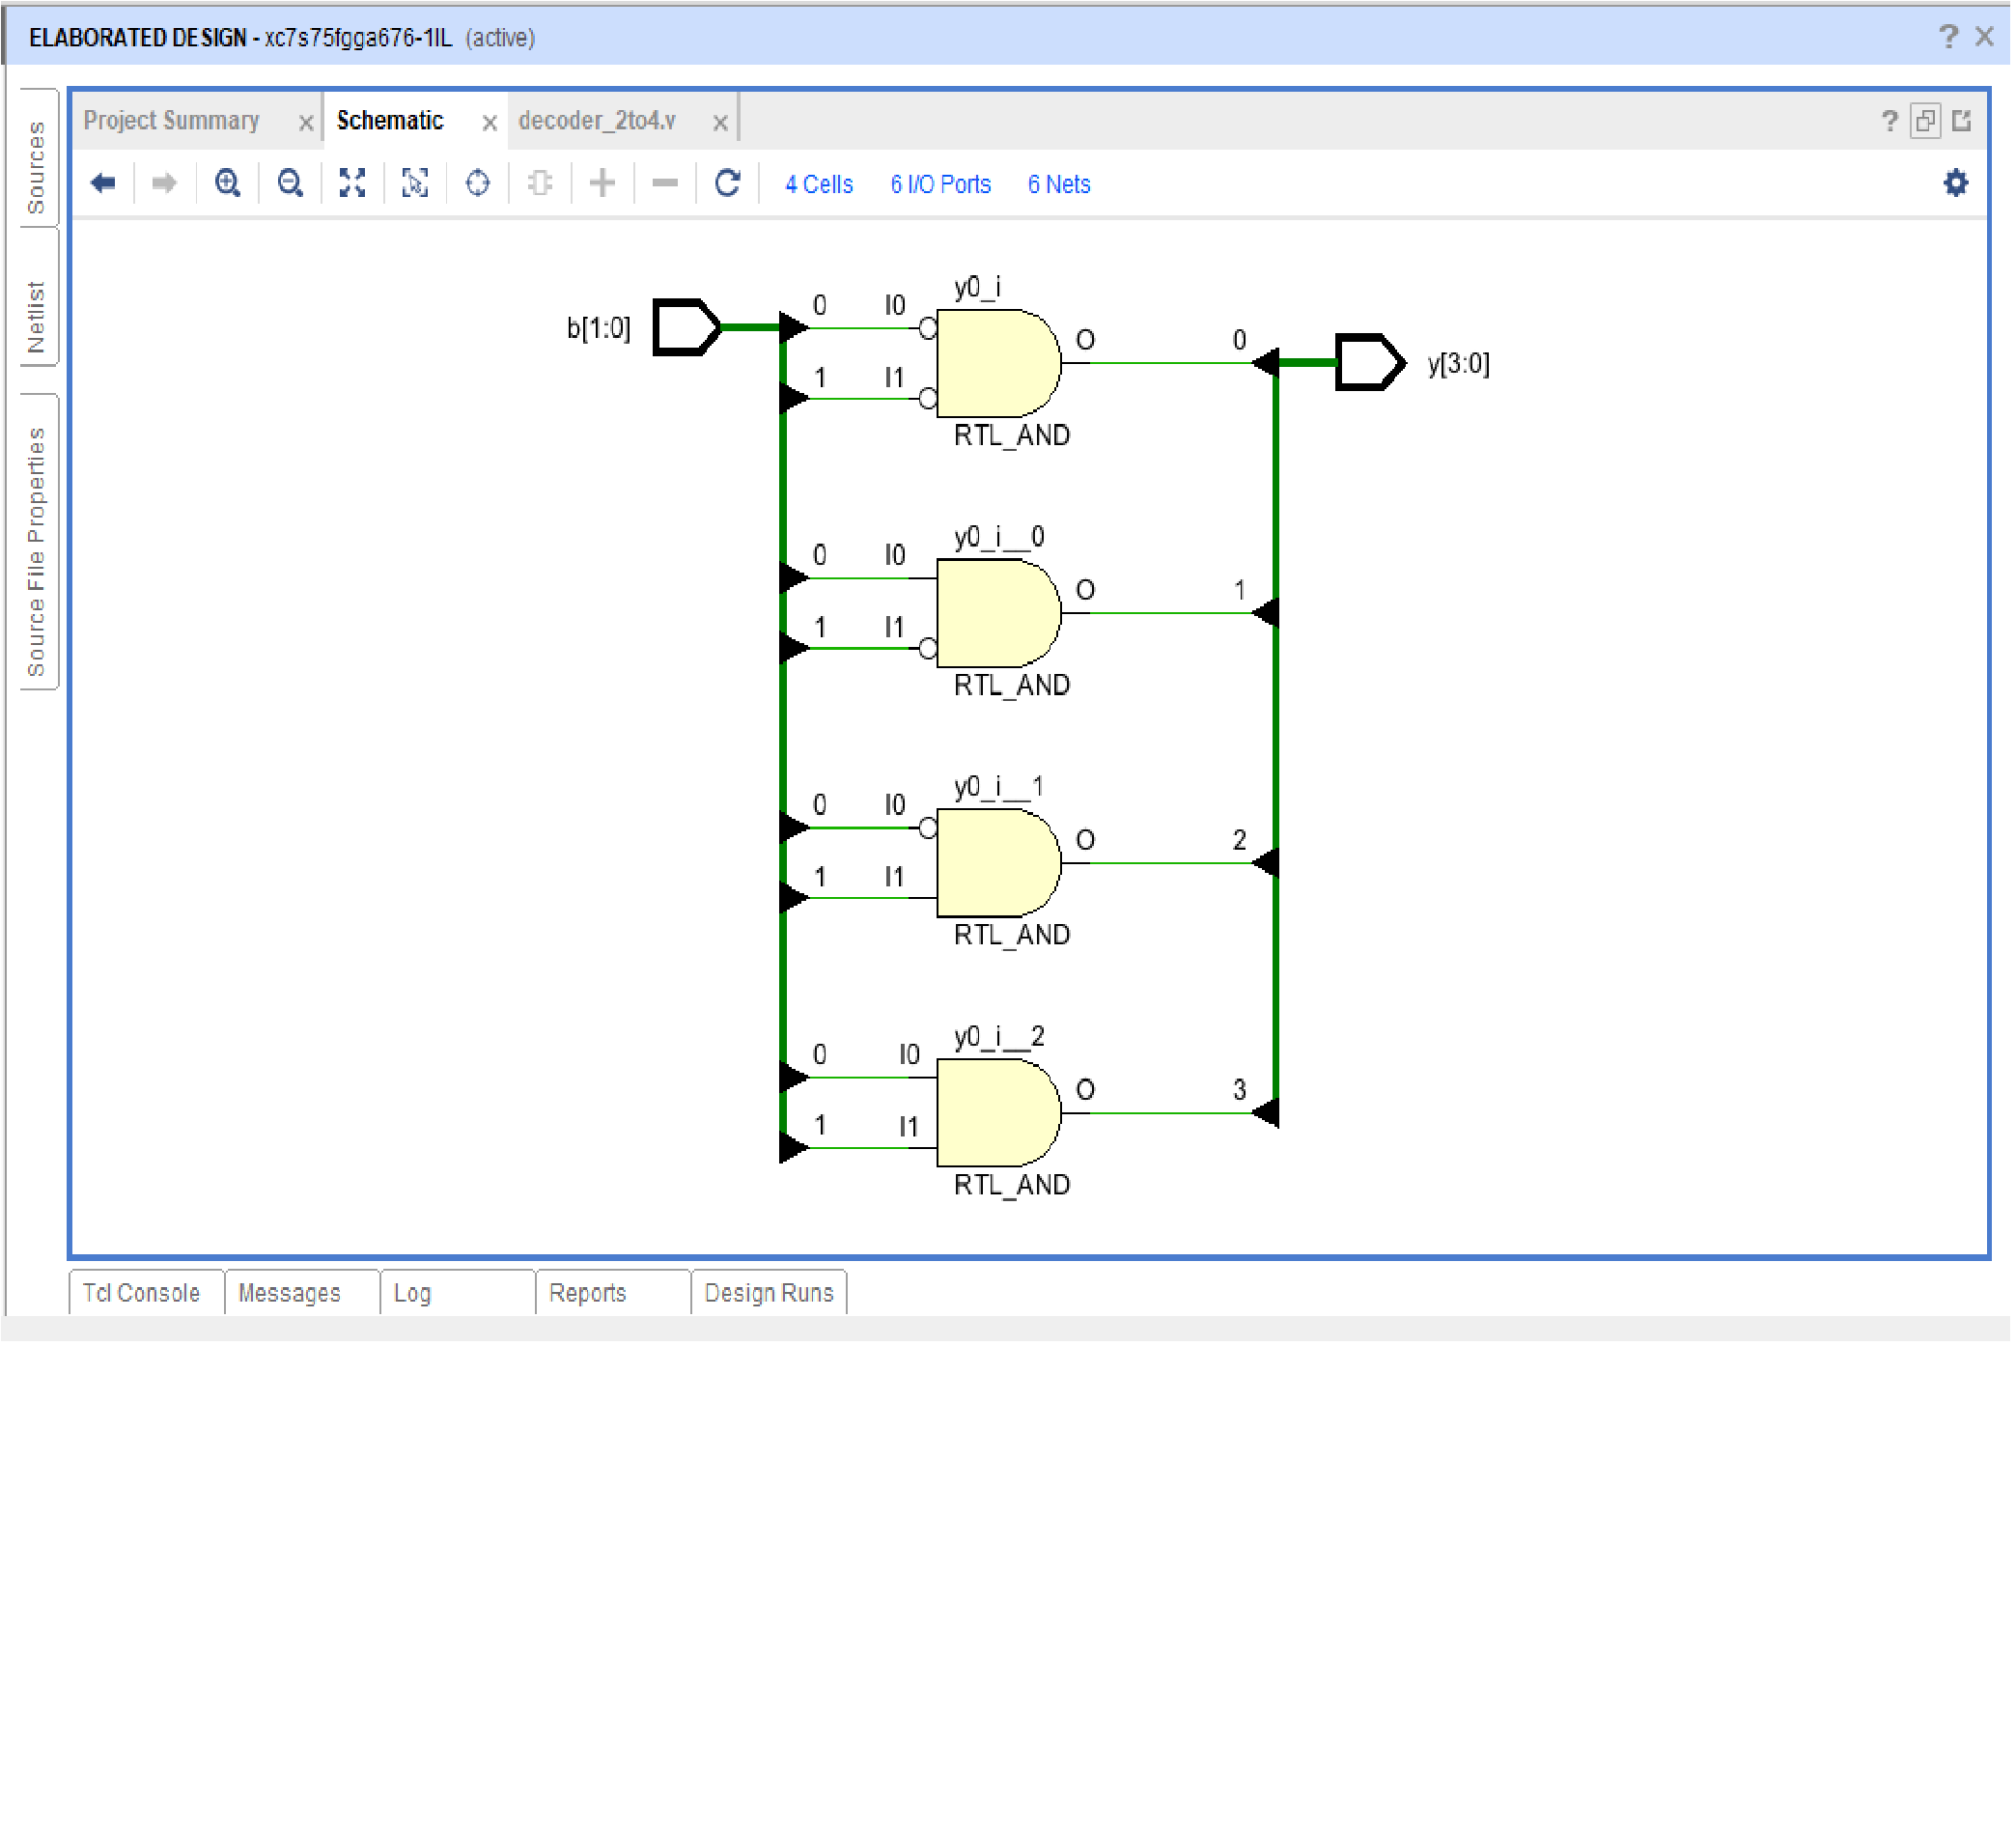 ELABORATED DESIGN - xc7s75fgga676-1IL (active)
? ×
Sources
Netlist
Source File Properties
Project Summary × Schematic × decoder_2to4.v ×
?
4 Cells 6 I/O Ports 6 Nets
b[1:0]
y[3:0]
y0_i
0 I0
1 I1
O 0
RTL_AND
y0_i__0
0 I0
1 I1
O 1
RTL_AND
y0_i__1
0 I0
1 I1
O 2
RTL_AND
y0_i__2
0 I0
1 I1
O 3
RTL_AND
Tcl Console Messages Log Reports Design Runs